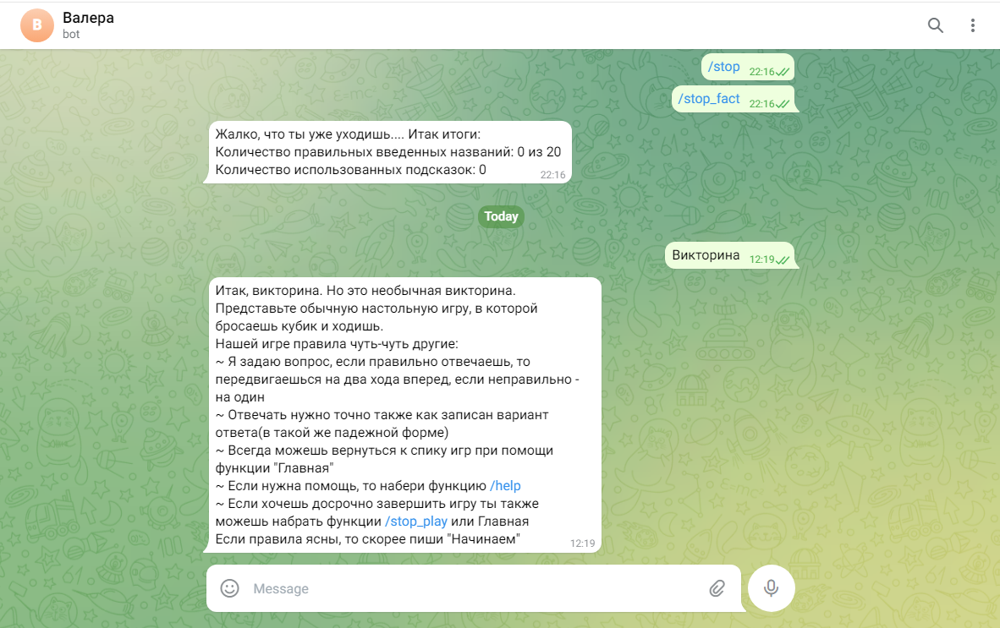 В
Валера
bot
/stop 22:16
/stop_fact 22:16
Жалко, что ты уже уходишь.... Итак итоги:
Количество правильных введенных названий: 0 из 20
Количество использованных подсказок: 0
22:16
Today
Викторина 12:19
Итак, викторина. Но это необычная викторина.
Представьте обычную настольную игру, в которой
бросаешь кубик и ходишь.
Нашей игре правила чуть-чуть другие:
~ Я задаю вопрос, если правильно отвечаешь, то
передвигаешься на два хода вперед, если неправильно -
на один
~ Отвечать нужно точно также как записан вариант
ответа(в такой же падежной форме)
~ Всегда можешь вернуться к спику игр при помощи
функции "Главная"
~ Если нужна помощь, то набери функцию /help
~ Если хочешь досрочно завершить игру ты также
можешь набрать функции /stop_play или Главная
Если правила ясны, то скорее пиши "Начинаем"
12:19
Message